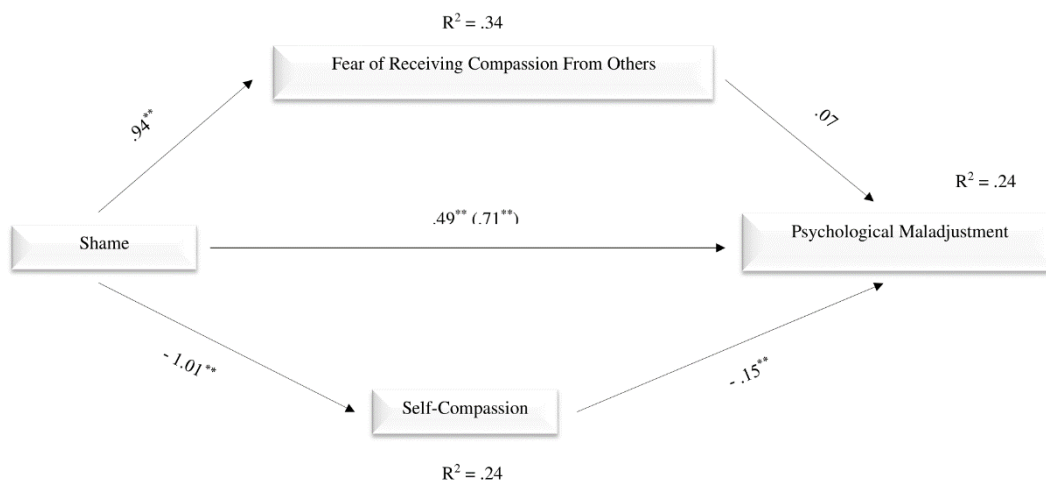 R² = .34
Fear of Receiving Compassion From Others
.94**
.07
R² = .24
.49** (.71**)
Shame
Psychological Maladjustment
- 1.01**
- .15**
Self-Compassion
R² = .24